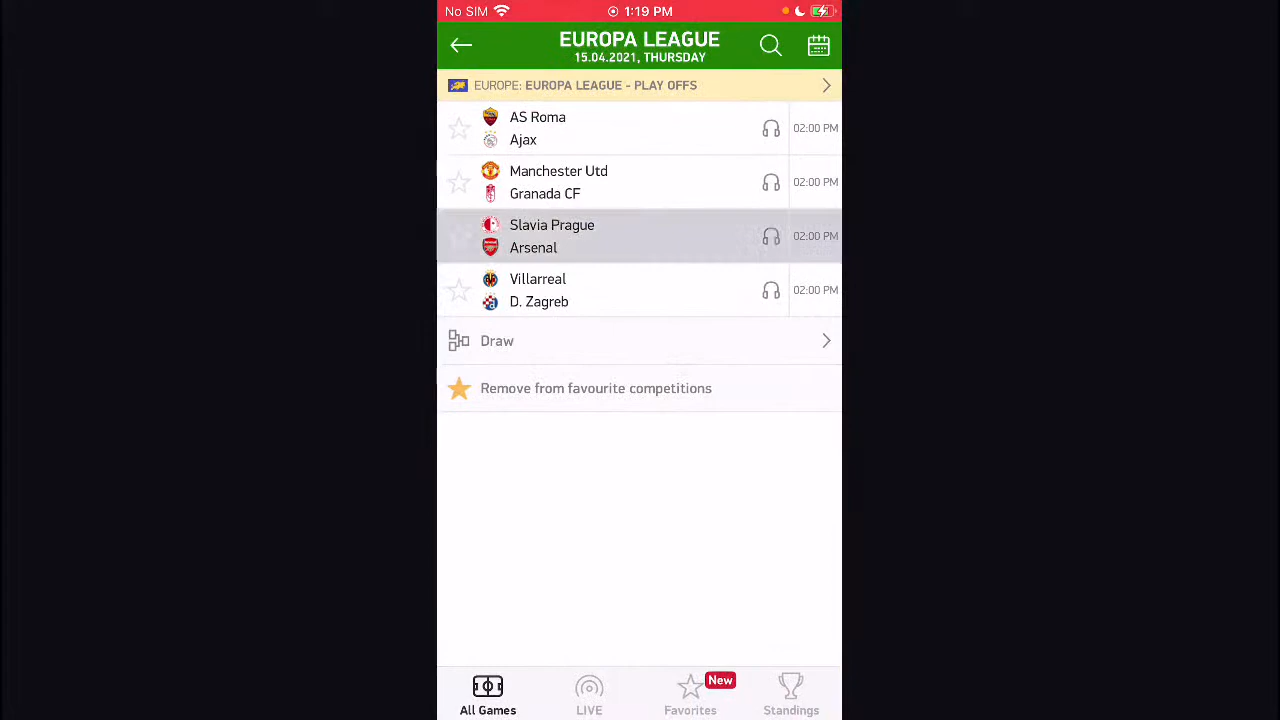 No SIM 1:19 PM
EUROPA LEAGUE
15.04.2021, THURSDAY
EUROPE: EUROPA LEAGUE - PLAY OFFS
AS Roma
Ajax
02:00 PM
Manchester Utd
Granada CF
02:00 PM
Slavia Prague
Arsenal
02:00 PM
Villarreal
D. Zagreb
02:00 PM
Draw
Remove from favourite competitions
New
All Games LIVE Favorites Standings